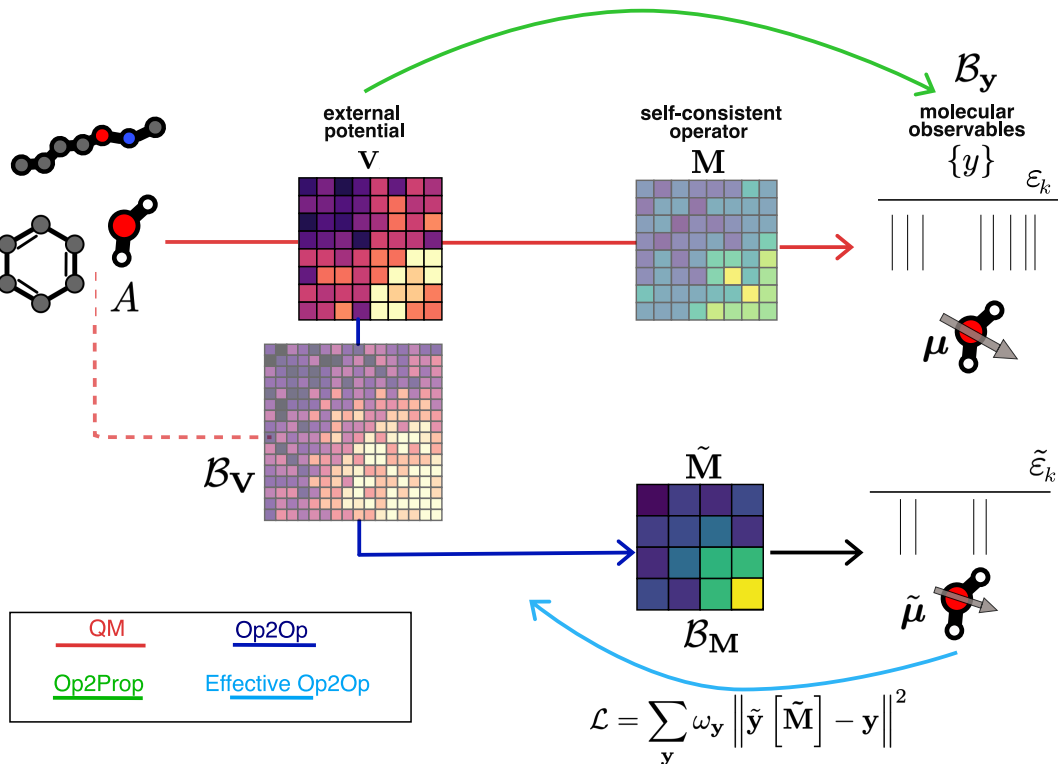 𝓑_𝐲
external
potential
𝐯
self-consistent
operator
𝐌
molecular
observables
{y}
ε_k
A
𝝁
𝓑_𝐕
𝐌̃
ε̃_k
𝝁̃
𝓑_𝐌
QM
Op2Op
Op2Prop
Effective Op2Op
ℒ = ∑_𝐲 ω_𝐲 ‖𝐲̃ [𝐌̃] − 𝐲‖²